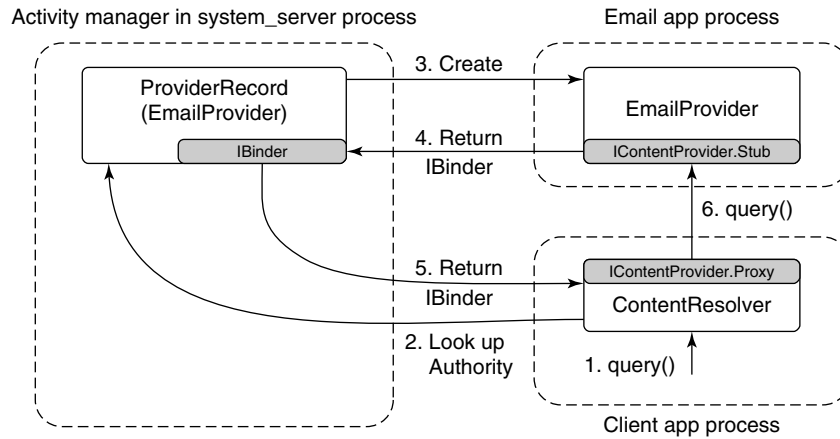 Activity manager in system_server process
Email app process
ProviderRecord
(EmailProvider)
IBinder
3. Create
EmailProvider
IContentProvider.Stub
4. Return
IBinder
6. query()
5. Return
IBinder
IContentProvider.Proxy
ContentResolver
2. Look up
Authority
1. query()
Client app process